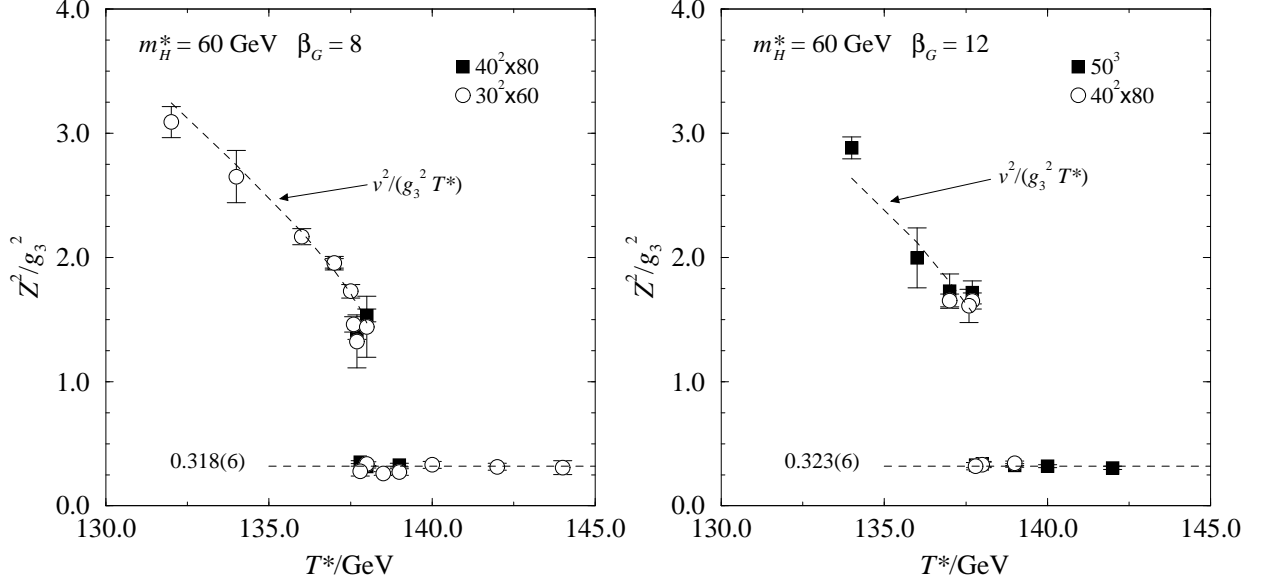 4.0
3.0
2.0
1.0
0.0
Z²/g₃²
m*_H = 60 GeV β_G = 8
40²x80
30²x60
v²/(g₃² T*)
0.318(6)
130.0 135.0 140.0 145.0
T*/GeV
4.0
3.0
2.0
1.0
0.0
Z²/g₃²
m*_H = 60 GeV β_G = 12
50³
40²x80
v²/(g₃² T*)
0.323(6)
130.0 135.0 140.0 145.0
T*/GeV